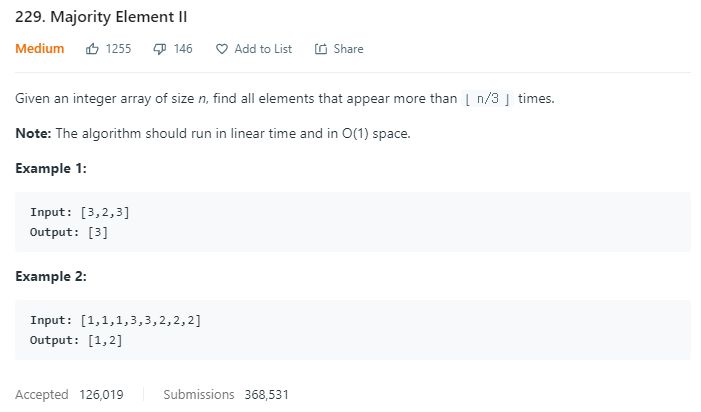 229. Majority Element II
Medium 1255 146 Add to List Share
Given an integer array of size n, find all elements that appear more than ⌊ n/3 ⌋ times.
Note: The algorithm should run in linear time and in O(1) space.
Example 1:
Input: [3,2,3]
Output: [3]
Example 2:
Input: [1,1,1,3,3,2,2,2]
Output: [1,2]
Accepted 126,019 Submissions 368,531